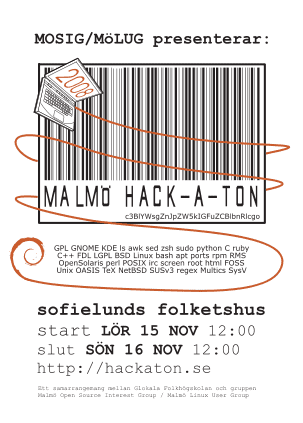 MOSIG/MöLUG presenterar:
2008
MALMÖ HACK-A-TON
c3BlYWsgZnJpZW5kIGFuZCBlbnRlcgo
GPL GNOME KDE ls awk sed zsh sudo python C ruby
C++ FDL LGPL BSD Linux bash apt ports rpm RMS
OpenSolaris perl POSIX irc screen root html FOSS
Unix OASIS TeX NetBSD SUSv3 regex Multics SysV
sofielunds folketshus
start LÖR 15 NOV 12:00
slut SÖN 16 NOV 12:00
http://hackaton.se
Ett samarrangemang mellan Glokala Folkhögskolan och gruppen
Malmö Open Source Interest Group / Malmö Linux User Group